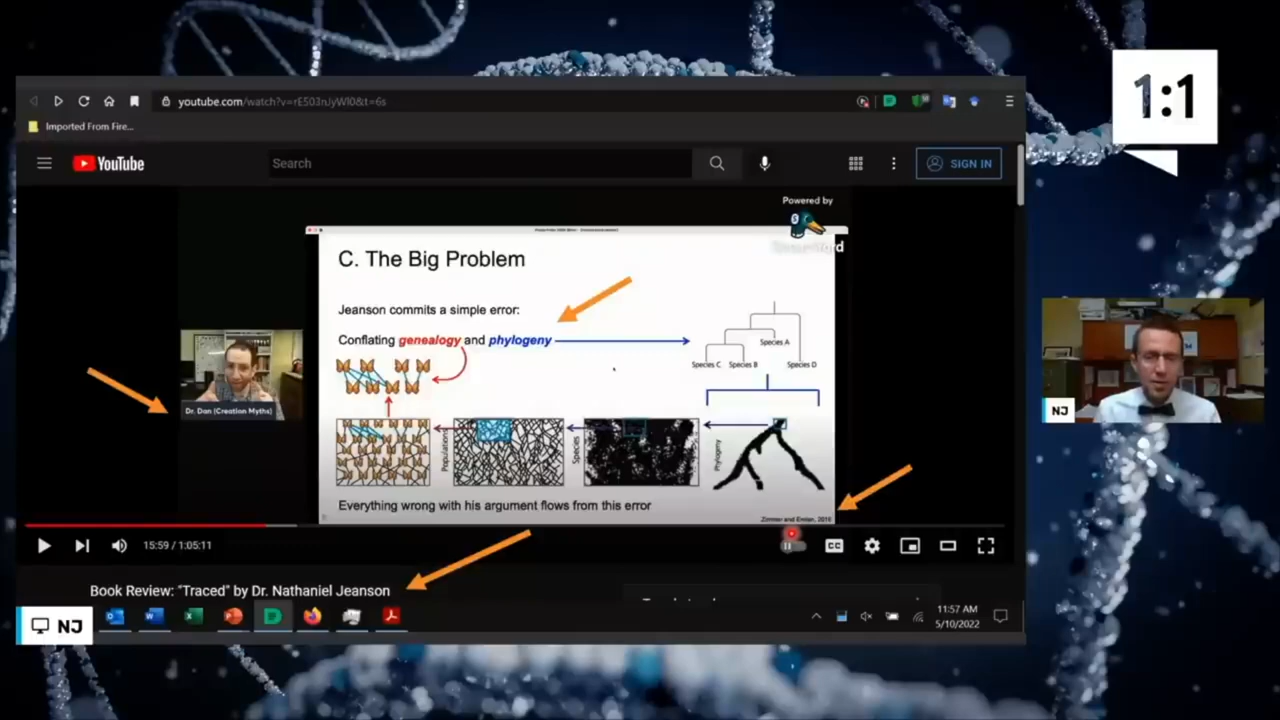 1:1
youtube.com/watch?v=rE503nJyWl0&t=6s
Imported From Fire...
YouTube
Search
SIGN IN
Powered by
C. The Big Problem
Jeanson commits a simple error:
Conflating genealogy and phylogeny
Species A
Species C
Species B
Species D
Dr. Dan (Creation Myths)
Populations
Species
Phylogeny
Everything wrong with his argument flows from this error
Zimmer and Emlen, 2016
15:59 / 1:05:11
CC
Book Review: "Traced" by Dr. Nathaniel Jeanson
NJ
11:57 AM
5/10/2022
NJ